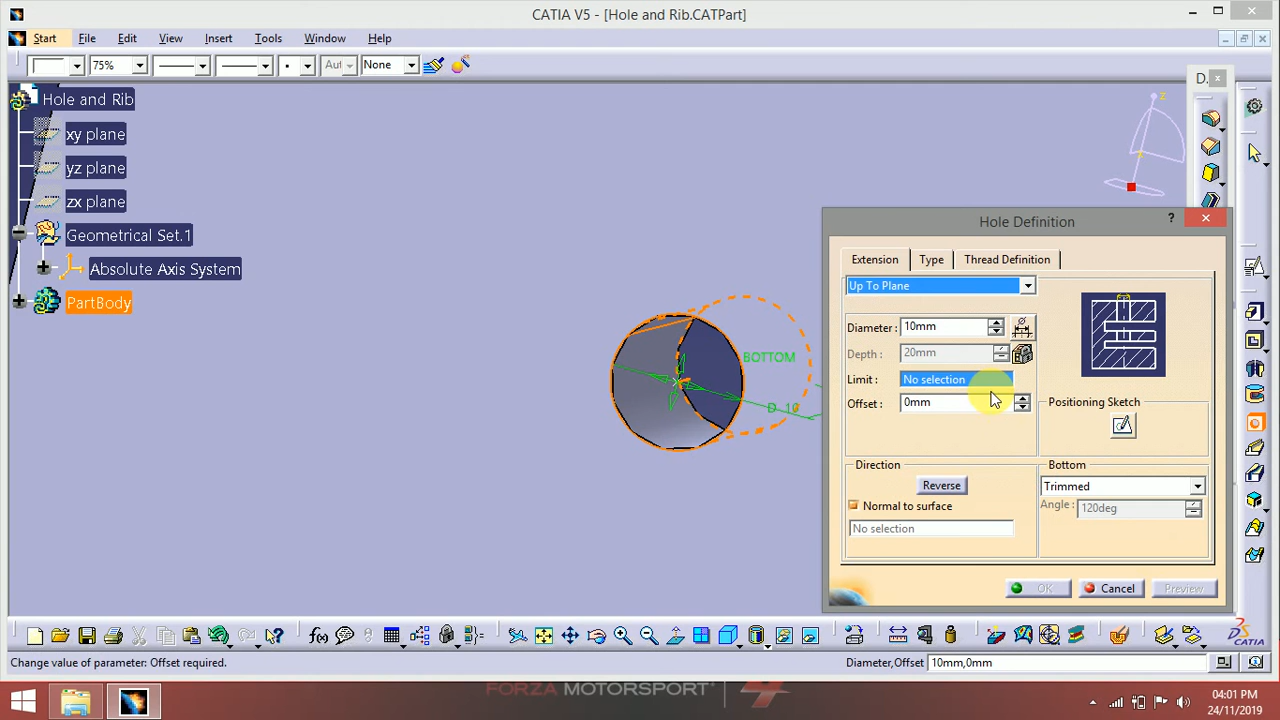 CATIA V5 - [Hole and Rib.CATPart]
Start File Edit View Insert Tools Window Help
75% Aut None
D.. x
Hole and Rib
xy plane
yz plane
zx plane
Geometrical Set.1
Absolute Axis System
PartBody
z
BOTTOM
D 10
Hole Definition
?
Extension Type Thread Definition
Up To Plane
Diameter : 10mm
Depth : 20mm
Limit : No selection
Offset : 0mm
Positioning Sketch
Direction
Reverse
Normal to surface
No selection
Bottom
Trimmed
Angle : 120deg
OK Cancel Preview
f(x)
CATIA
Change value of parameter: Offset required.
Diameter,Offset 10mm,0mm
FORZA MOTORSPORT 4
04:01 PM
24/11/2019